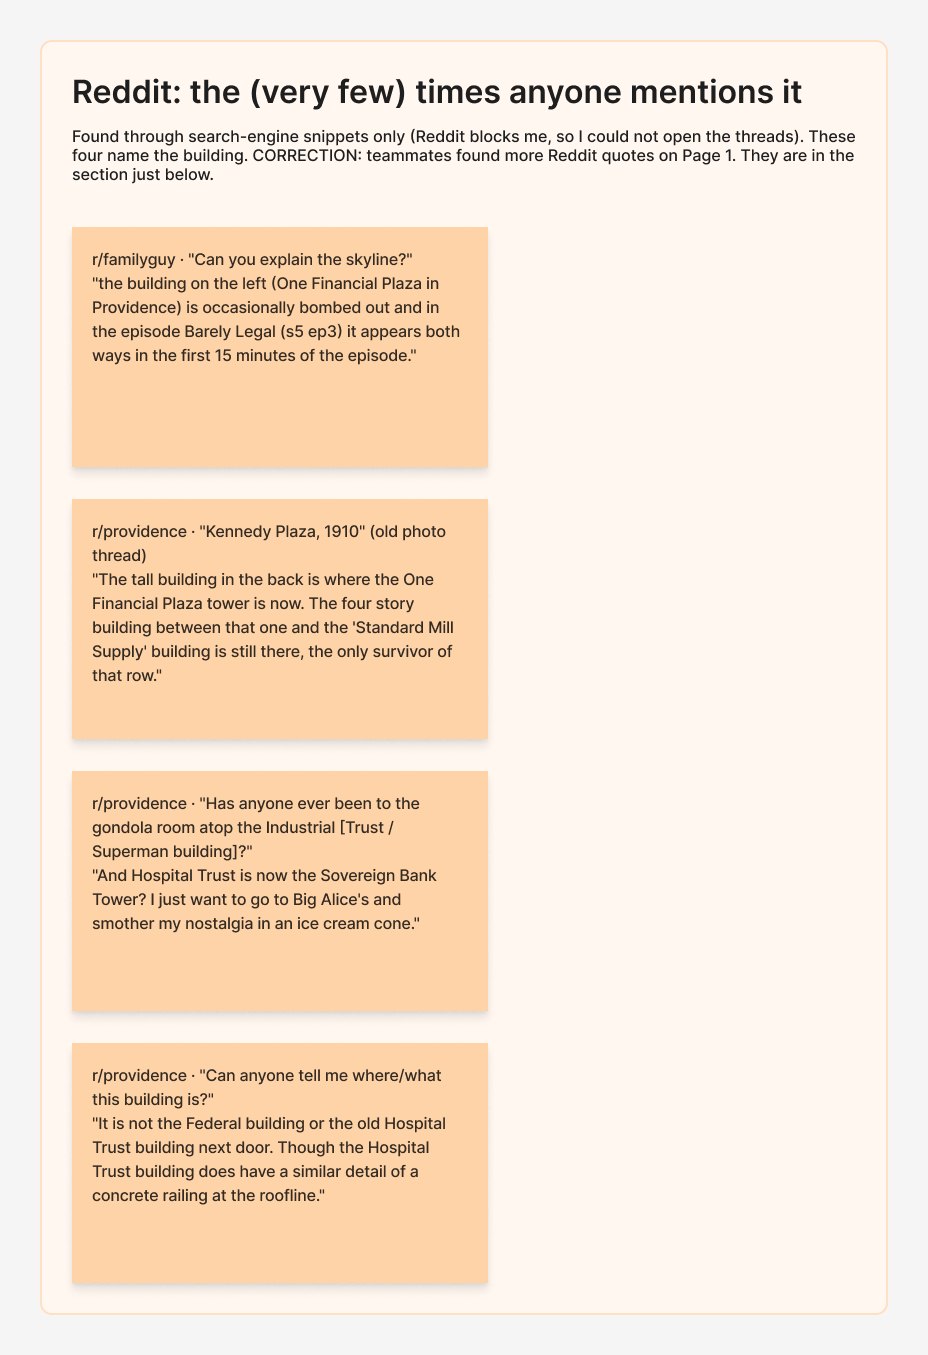 Reddit: the (very few) times anyone mentions it
Found through search-engine snippets only (Reddit blocks me, so I could not open the threads). These
four name the building. CORRECTION: teammates found more Reddit quotes on Page 1. They are in the
section just below.
r/familyguy · "Can you explain the skyline?"
"the building on the left (One Financial Plaza in
Providence) is occasionally bombed out and in
the episode Barely Legal (s5 ep3) it appears both
ways in the first 15 minutes of the episode."
r/providence · "Kennedy Plaza, 1910" (old photo
thread)
"The tall building in the back is where the One
Financial Plaza tower is now. The four story
building between that one and the 'Standard Mill
Supply' building is still there, the only survivor of
that row."
r/providence · "Has anyone ever been to the
gondola room atop the Industrial [Trust /
Superman building]?"
"And Hospital Trust is now the Sovereign Bank
Tower? I just want to go to Big Alice's and
smother my nostalgia in an ice cream cone."
r/providence · "Can anyone tell me where/what
this building is?"
"It is not the Federal building or the old Hospital
Trust building next door. Though the Hospital
Trust building does have a similar detail of a
concrete railing at the roofline."